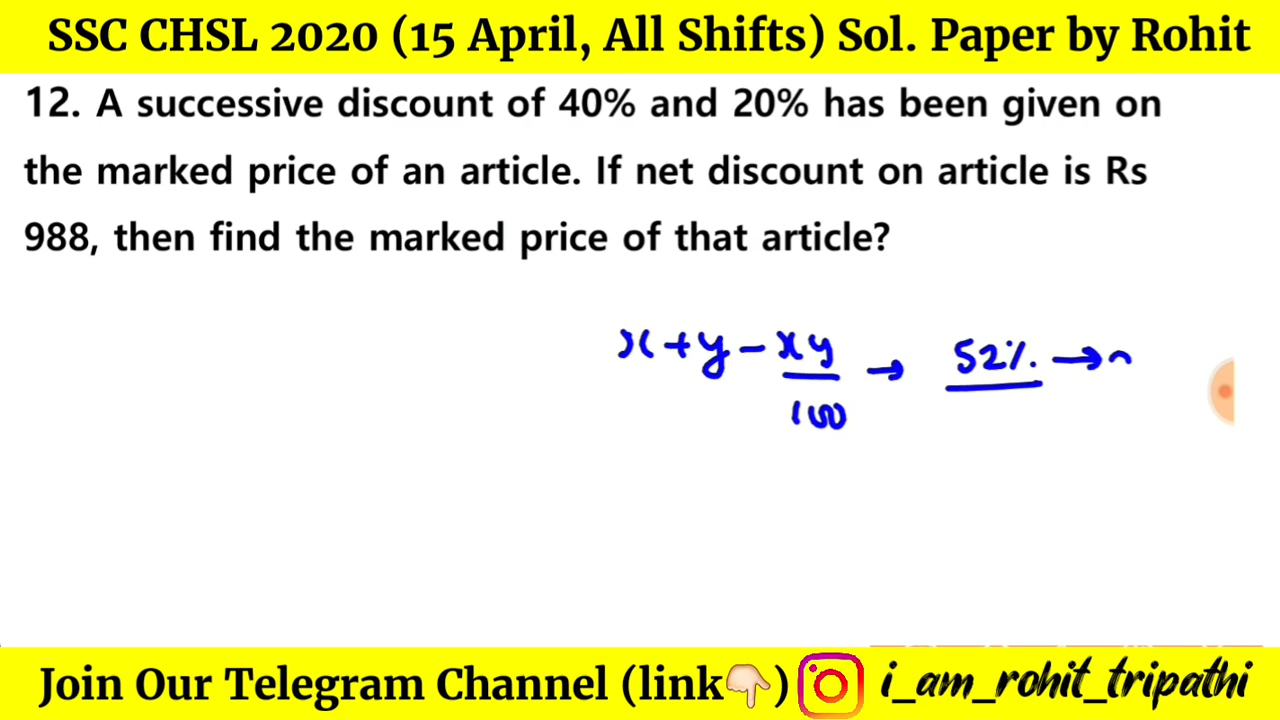 SSC CHSL 2020 (15 April, All Shifts) Sol. Paper by Rohit
12. A successive discount of 40% and 20% has been given on
the marked price of an article. If net discount on article is Rs
988, then find the marked price of that article?
x + y - xy/100 → 52% →
Join Our Telegram Channel (link👇🏻) i_am_rohit_tripathi